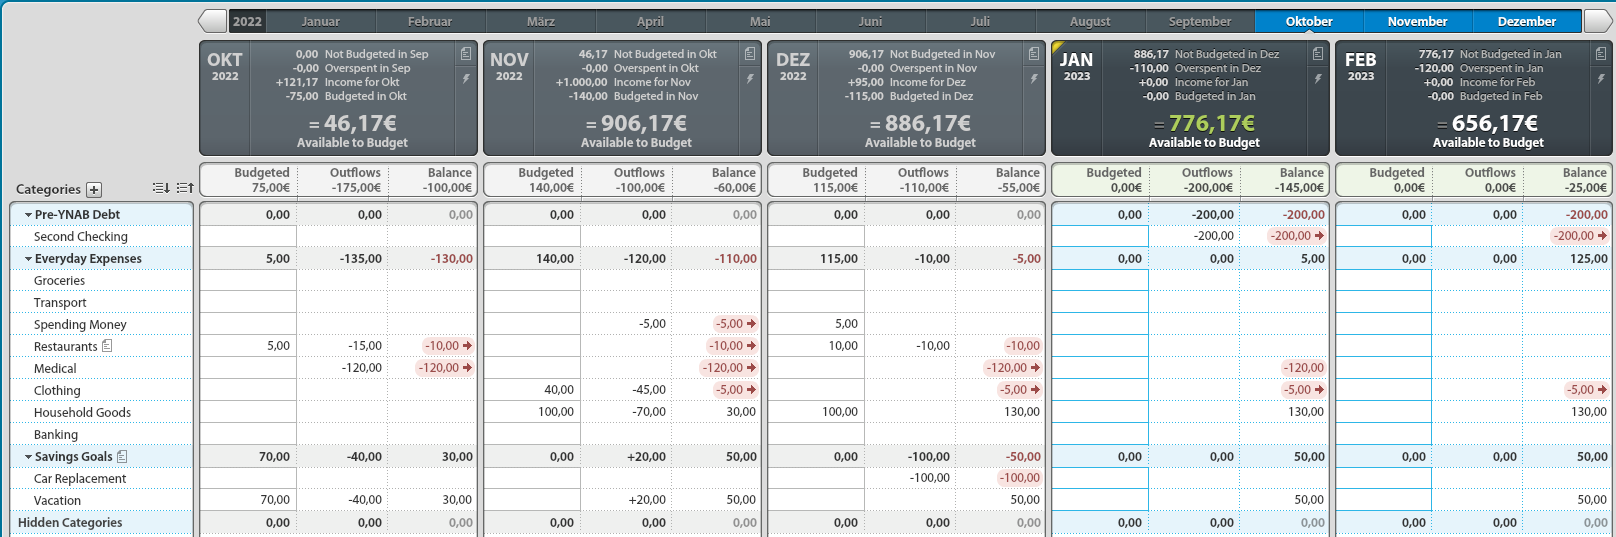 2022 Januar Februar März April Mai Juni Juli August September Oktober November Dezember
OKT 2022
0,00 Not Budgeted in Sep
-0,00 Overspent in Sep
+121,17 Income for Okt
-75,00 Budgeted in Okt
= 46,17€
Available to Budget
NOV 2022
46,17 Not Budgeted in Okt
-0,00 Overspent in Okt
+1.000,00 Income for Nov
-140,00 Budgeted in Nov
= 906,17€
Available to Budget
DEZ 2022
906,17 Not Budgeted in Nov
-0,00 Overspent in Nov
+95,00 Income for Dez
-115,00 Budgeted in Dez
= 886,17€
Available to Budget
JAN 2023
886,17 Not Budgeted in Dez
-110,00 Overspent in Dez
+0,00 Income for Jan
-0,00 Budgeted in Jan
= 776,17€
Available to Budget
FEB 2023
776,17 Not Budgeted in Jan
-120,00 Overspent in Jan
+0,00 Income for Feb
-0,00 Budgeted in Feb
= 656,17€
Available to Budget
Budgeted Outflows Balance Budgeted Outflows Balance Budgeted Outflows Balance Budgeted Outflows Balance Budgeted Outflows Balance
Categories 75,00€ -175,00€ -100,00€ 140,00€ -100,00€ -60,00€ 115,00€ -110,00€ -55,00€ 0,00€ -200,00€ -145,00€ 0,00€ 0,00€ -25,00€
Pre-YNAB Debt 0,00 0,00 0,00 0,00 0,00 0,00 0,00 0,00 0,00 0,00 -200,00 -200,00 0,00 0,00 -200,00
Second Checking -200,00 -200,00 -200,00
Everyday Expenses 5,00 -135,00 -130,00 140,00 -120,00 -110,00 115,00 -10,00 -5,00 0,00 0,00 5,00 0,00 0,00 125,00
Groceries
Transport
Spending Money -5,00 -5,00 5,00
Restaurants 5,00 -15,00 -10,00 -10,00 10,00 -10,00 -10,00
Medical -120,00 -120,00 -120,00 -120,00 -120,00
Clothing 40,00 -45,00 -5,00 -5,00 -5,00 -5,00
Household Goods 100,00 -70,00 30,00 100,00 130,00 130,00 130,00
Banking
Savings Goals 70,00 -40,00 30,00 0,00 +20,00 50,00 0,00 -100,00 -50,00 0,00 0,00 50,00 0,00 0,00 50,00
Car Replacement -100,00 -100,00
Vacation 70,00 -40,00 30,00 +20,00 50,00 50,00 50,00 50,00
Hidden Categories 0,00 0,00 0,00 0,00 0,00 0,00 0,00 0,00 0,00 0,00 0,00 0,00 0,00 0,00 0,00